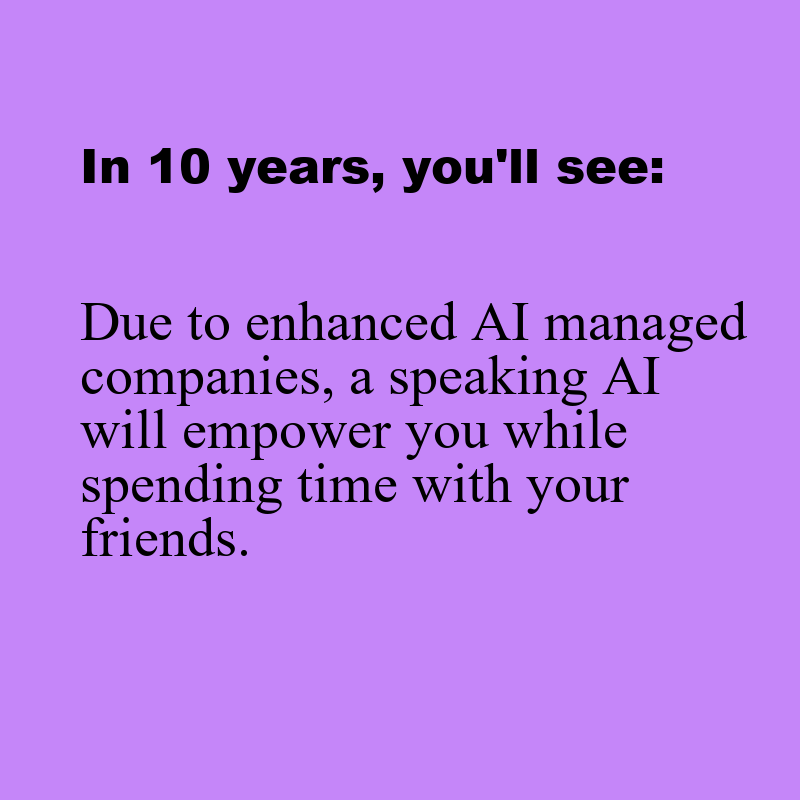 In 10 years, you'll see:
Due to enhanced AI managed
companies, a speaking AI
will empower you while
spending time with your
friends.